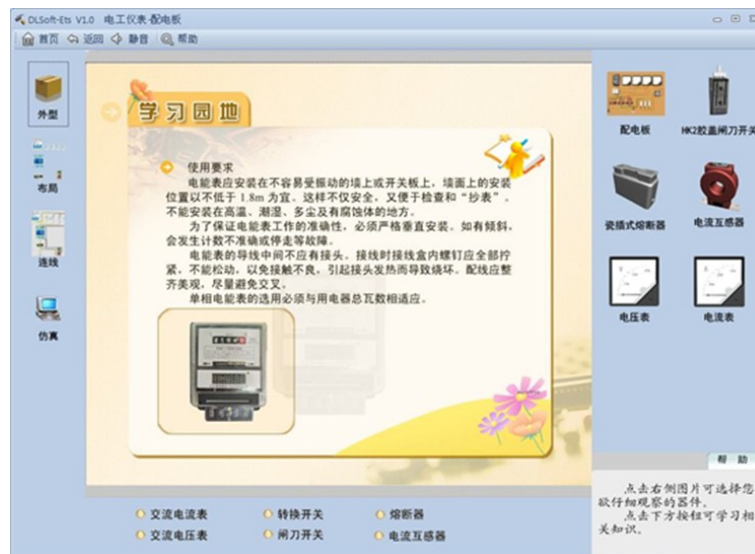 DLSoft-Ets V1.0 电工仪表-配电板
首页 返回 静音 帮助
外型
布局
连线
仿真
学习园地
使用要求
电能表应安装在不容易受振动的墙上或开关板上，墙面上的安装
位置以不低于1.8m为宜。这样不仅安全，又便于检查和“抄表”。
不能安装在高温、潮湿、多尘及有腐蚀体的地方。
为了保证电能表工作的准确性，必须严格垂直安装。如有倾斜，
会发生计数不准确或停走等故障。
电能表的导线中间不应有接头。接线时接线盒内螺钉应全部拧
紧，不能松动，以免接触不良，引起接头发热而导致烧坏。配线应整
齐美观，尽量避免交叉。
单相电能表的选用必须与用电器总瓦数相适应。
配电板 HK2胶盖闸刀开关
瓷插式熔断器 电流互感器
电压表 电流表
交流电流表 转换开关 熔断器
交流电压表 闸刀开关 电流互感器
帮 助
点击右侧图片可选择您
欲仔细观察的器件。
点击下方按钮可学习相
关知识。